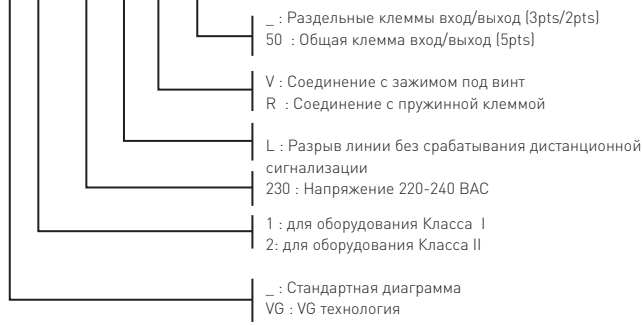 _ : Раздельные клеммы вход/выход (3pts/2pts)
50 : Общая клемма вход/выход (5pts)
V : Соединение с зажимом под винт
R : Соединение с пружинной клеммой
L : Разрыв линии без срабатывания дистанционной
сигнализации
230 : Напряжение 220-240 ВАС
1 : для оборудования Класса I
2: для оборудования Класса II
_ : Стандартная диаграмма
VG : VG технология